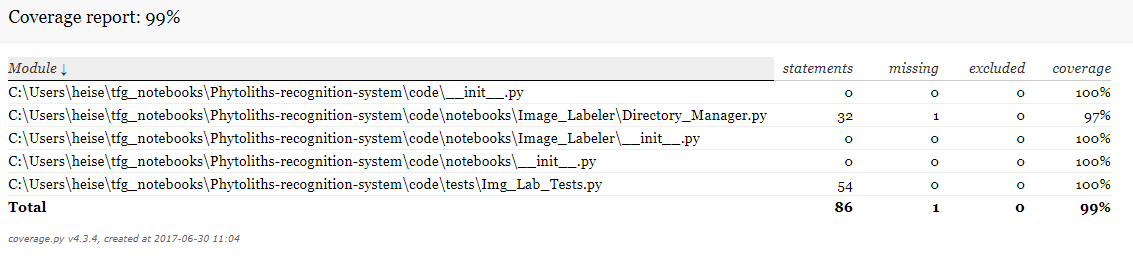 Coverage report: 99%
Module ↓ statements missing excluded coverage
C:\Users\heise\tfg_notebooks\Phytoliths-recognition-system\code\__init__.py 0 0 0 100%
C:\Users\heise\tfg_notebooks\Phytoliths-recognition-system\code\notebooks\Image_Labeler\Directory_Manager.py 32 1 0 97%
C:\Users\heise\tfg_notebooks\Phytoliths-recognition-system\code\notebooks\Image_Labeler\__init__.py 0 0 0 100%
C:\Users\heise\tfg_notebooks\Phytoliths-recognition-system\code\notebooks\__init__.py 0 0 0 100%
C:\Users\heise\tfg_notebooks\Phytoliths-recognition-system\code\tests\Img_Lab_Tests.py 54 0 0 100%
Total 86 1 0 99%
coverage.py v4.3.4, created at 2017-06-30 11:04